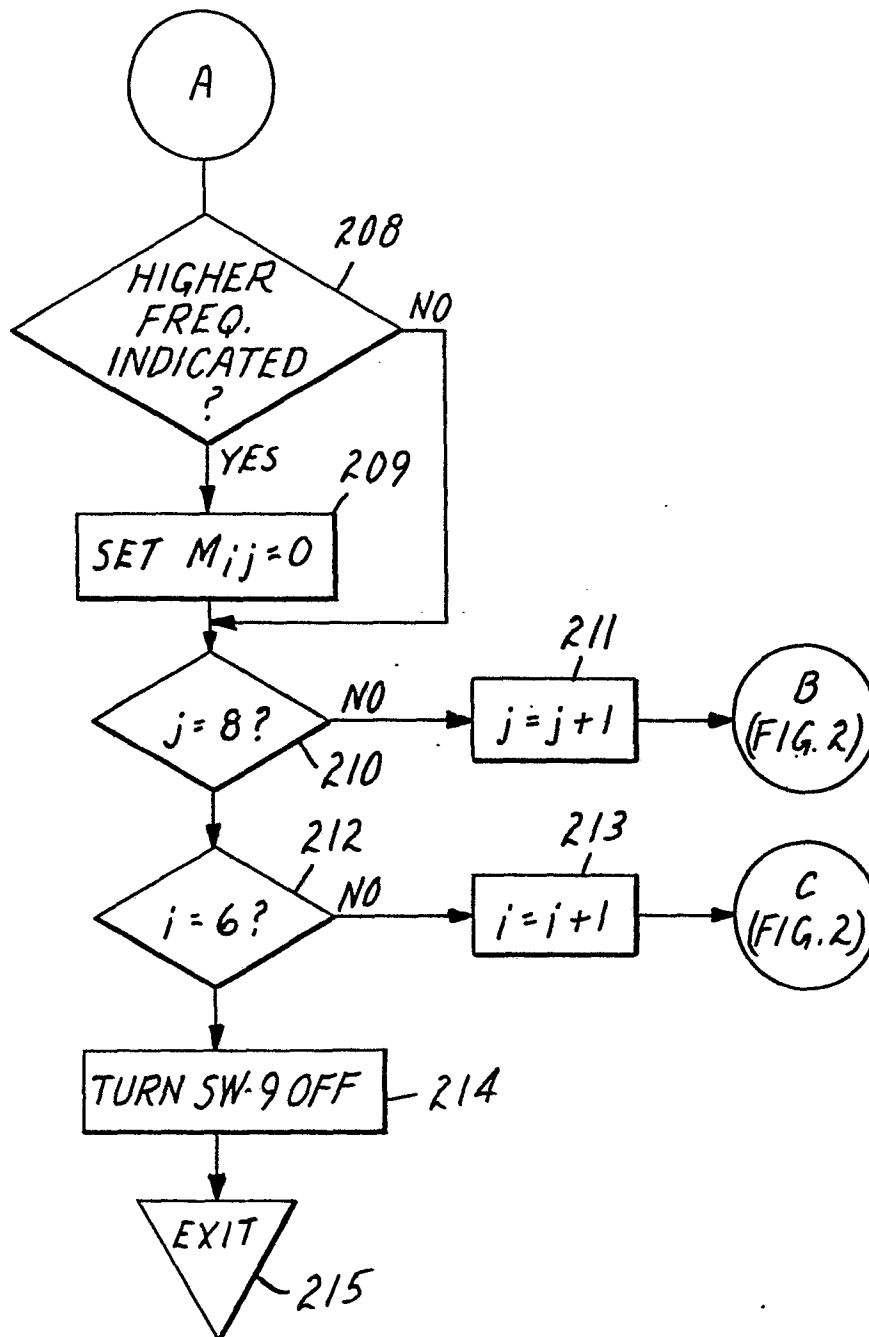 A
208
HIGHER
FREQ.
INDICATED
?
NO
YES
209
SET Mij=0
211
j=8?
NO
210
j=j+1
B
(FIG.2)
212
213
i=6?
NO
i=i+1
C
(FIG.2)
TURN SW-9 OFF
214
EXIT
215